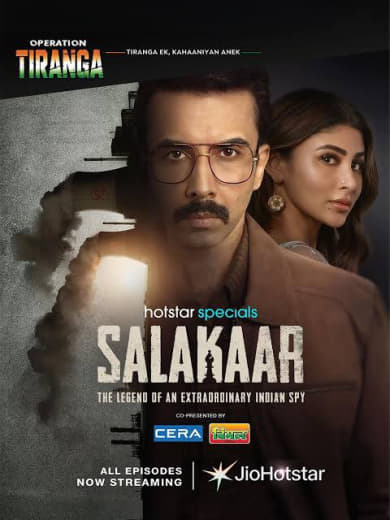 OPERATION
TIRANGA
TIRANGA EK, KAHAANIYAN ANEK
hotstar specials
SALAKAAR
THE LEGEND OF AN EXTRAORDINARY INDIAN SPY
CO-PRESENTED BY
CERA
ALL EPISODES
NOW STREAMING
JioHotstar